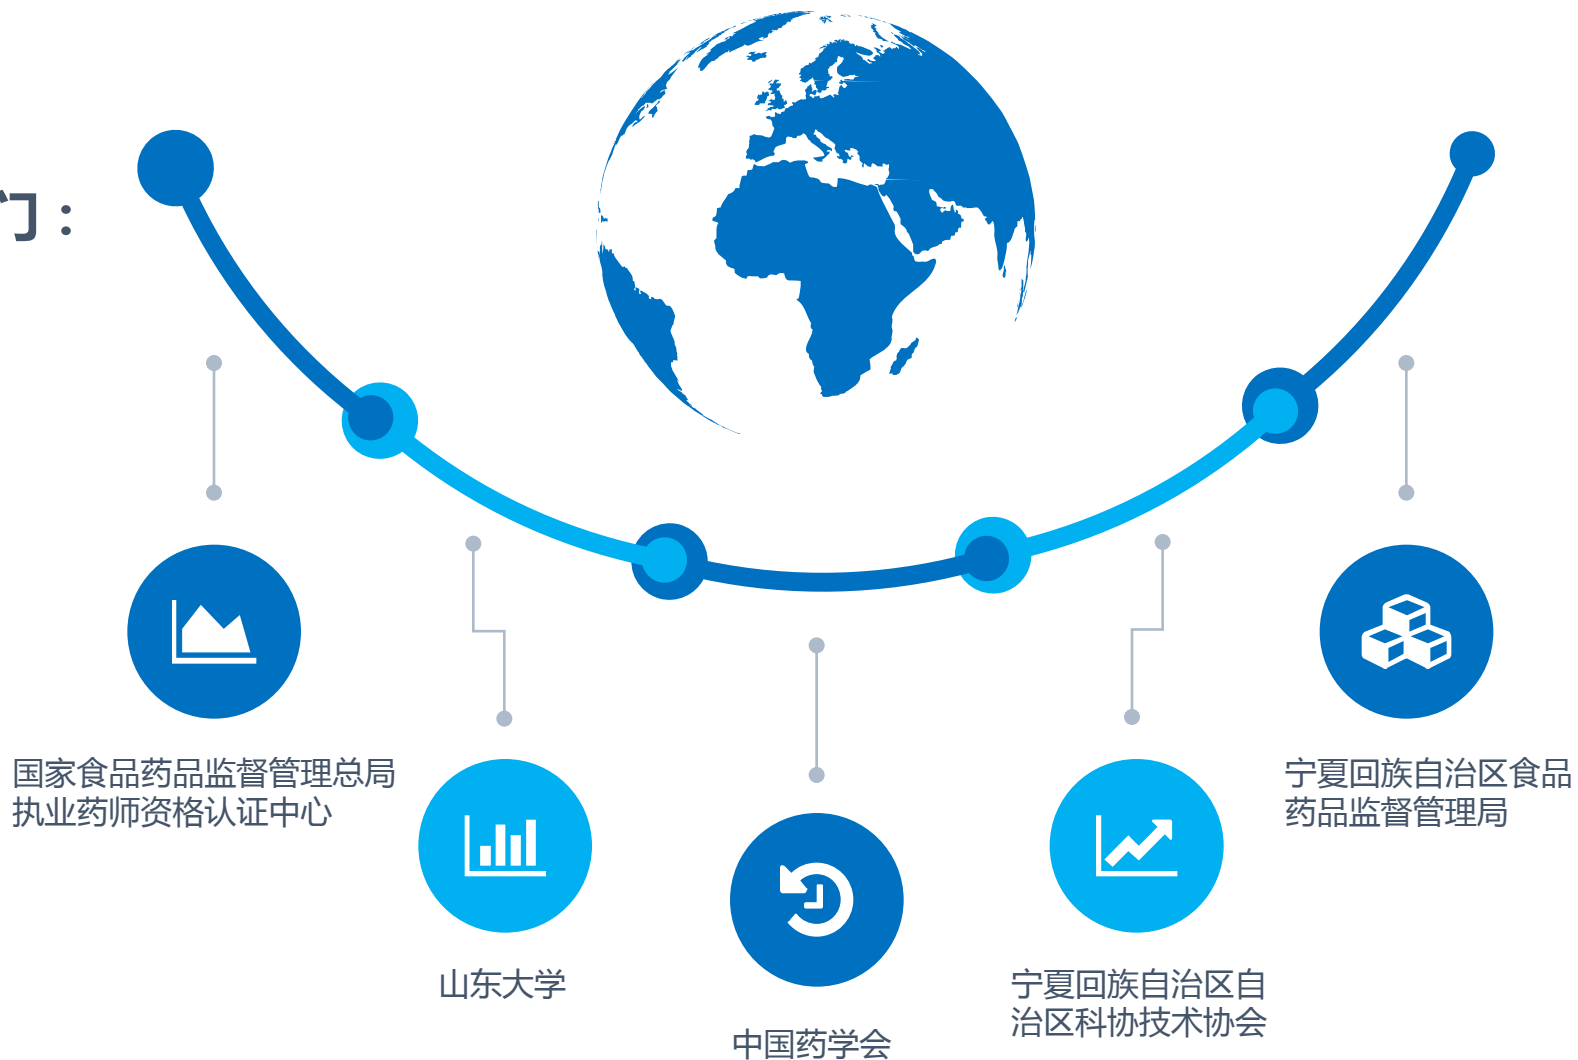 门：
国家食品药品监督管理总局
执业药师资格认证中心
山东大学
中国药学会
宁夏回族自治区自
治区科协技术协会
宁夏回族自治区食品
药品监督管理局